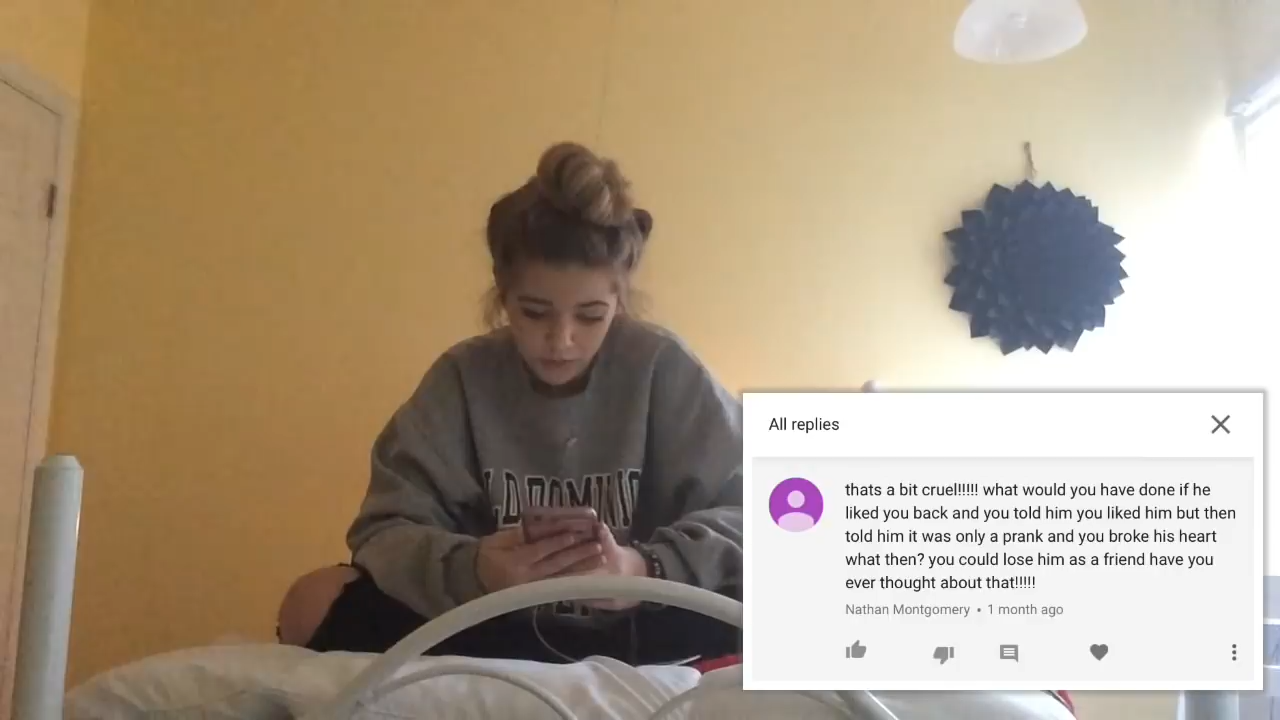 All replies
thats a bit cruel!!!!! what would you have done if he
liked you back and you told him you liked him but then
told him it was only a prank and you broke his heart
what then? you could lose him as a friend have you
ever thought about that!!!!!
Nathan Montgomery • 1 month ago